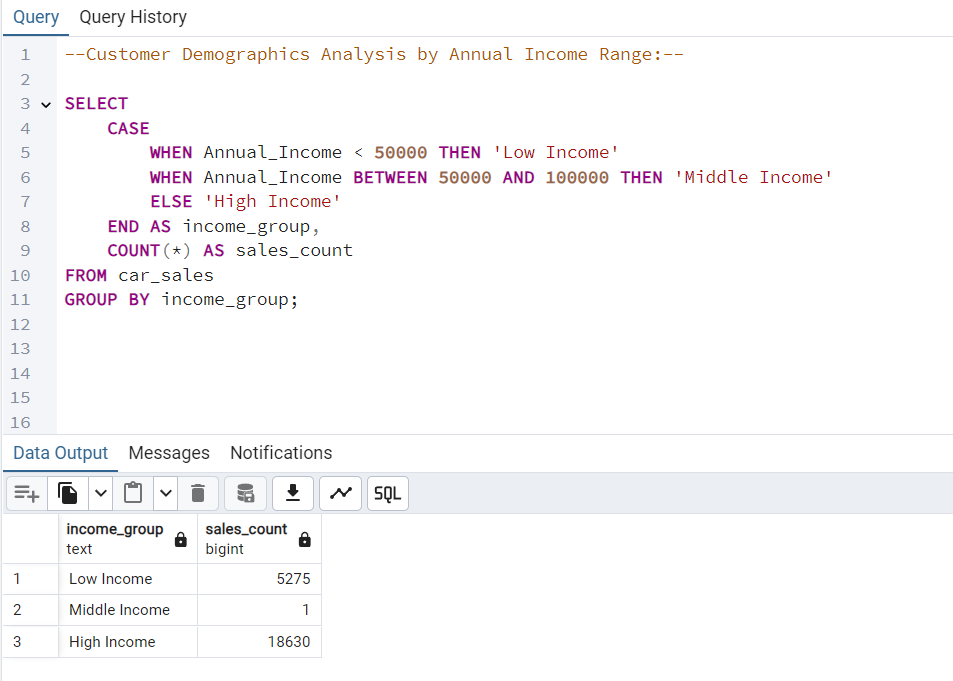 Query Query History
1 --Customer Demographics Analysis by Annual Income Range:--
2
3 SELECT
4 CASE
5 WHEN Annual_Income < 50000 THEN 'Low Income'
6 WHEN Annual_Income BETWEEN 50000 AND 100000 THEN 'Middle Income'
7 ELSE 'High Income'
8 END AS income_group,
9 COUNT(*) AS sales_count
10 FROM car_sales
11 GROUP BY income_group;
12
13
14
15
16
Data Output Messages Notifications
SQL
income_group sales_count
text bigint
1 Low Income 5275
2 Middle Income 1
3 High Income 18630